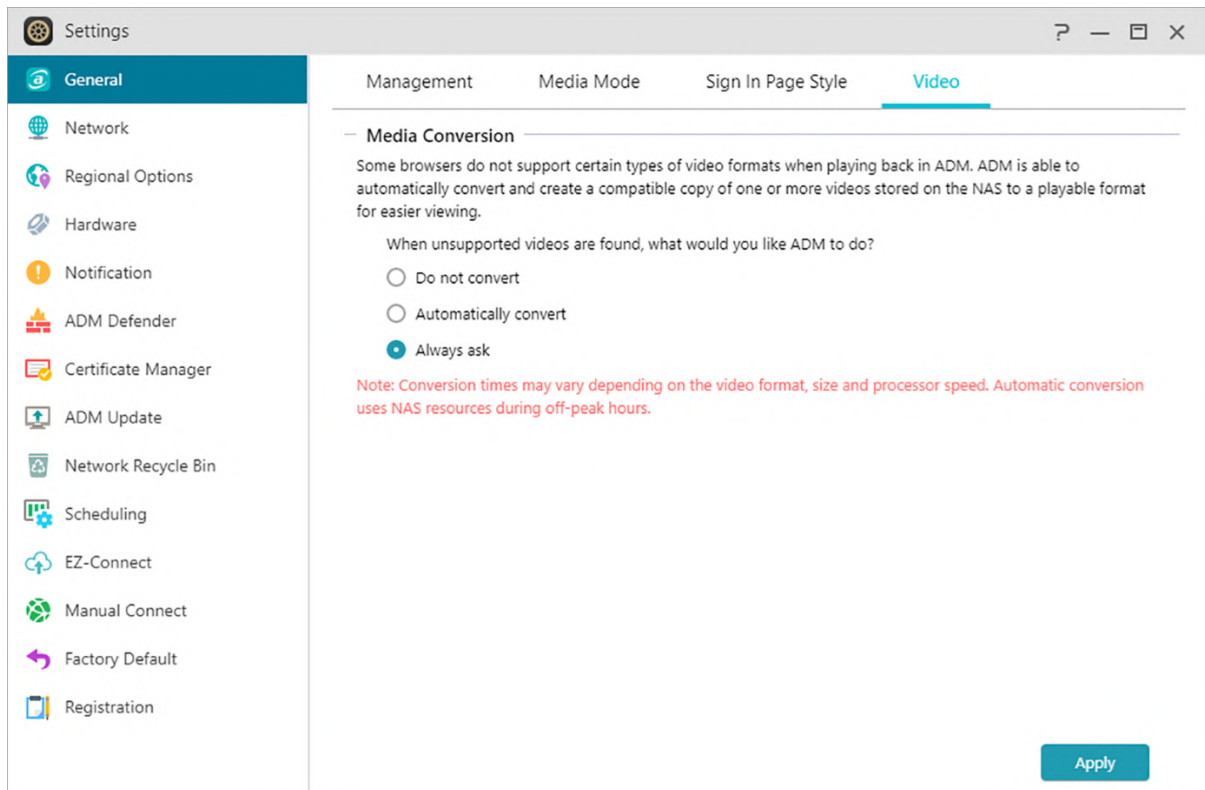 Settings
General
Network
Regional Options
Hardware
Notification
ADM Defender
Certificate Manager
ADM Update
Network Recycle Bin
Scheduling
EZ-Connect
Manual Connect
Factory Default
Registration
Management Media Mode Sign In Page Style Video
Media Conversion
Some browsers do not support certain types of video formats when playing back in ADM. ADM is able to
automatically convert and create a compatible copy of one or more videos stored on the NAS to a playable format
for easier viewing.
When unsupported videos are found, what would you like ADM to do?
Do not convert
Automatically convert
Always ask
Note: Conversion times may vary depending on the video format, size and processor speed. Automatic conversion
uses NAS resources during off-peak hours.
Apply